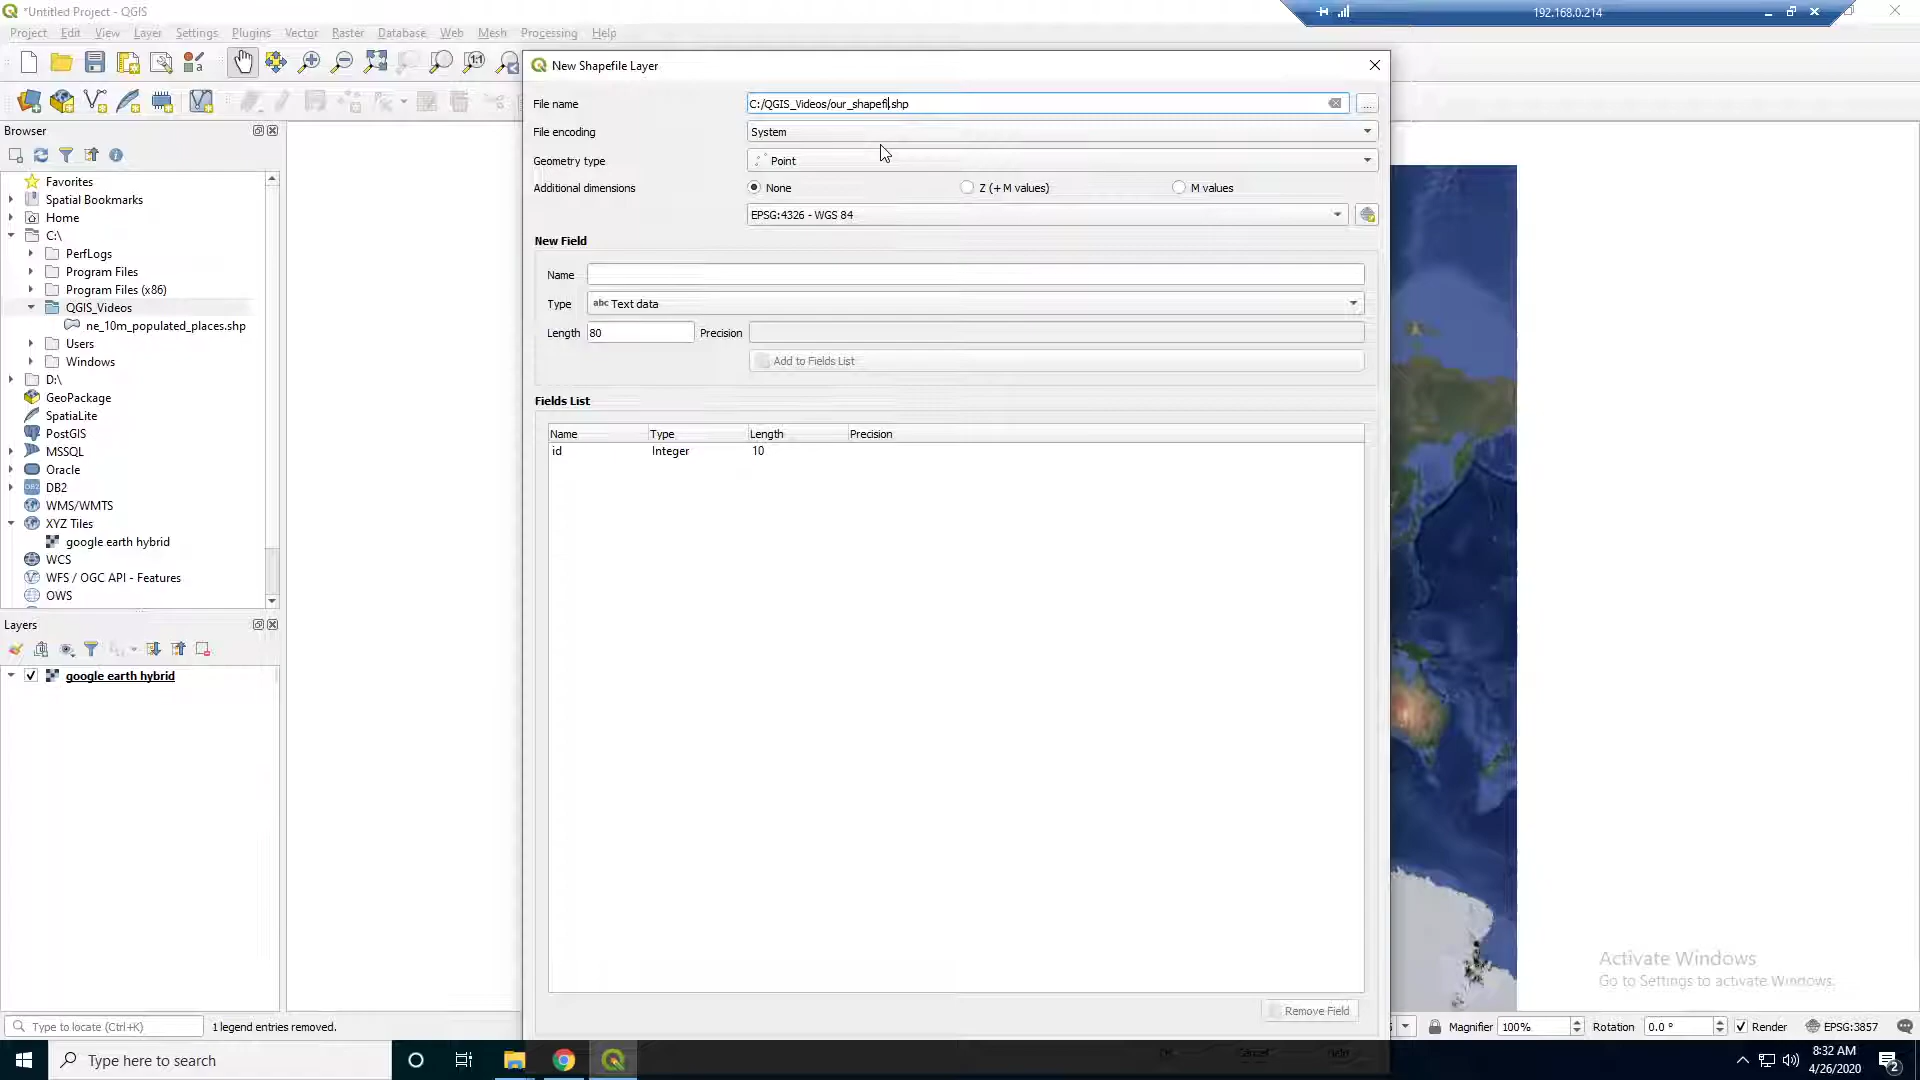 *Untitled Project - QGIS
192.168.0.214
Project Edit View Layer Settings Plugins Vector Raster Database Web Mesh Processing Help
New Shapefile Layer
File name C:/QGIS_Videos/our_shapefi.shp ...
File encoding System
Geometry type Point
Additional dimensions None Z (+M values) M values
EPSG:4326 - WGS 84
New Field
Name
Type abc Text data
Length 80 Precision
Add to Fields List
Fields List
Name Type Length Precision
id Integer 10
Remove Field
Browser
Favorites
Spatial Bookmarks
Home
C:\
PerfLogs
Program Files
Program Files (x86)
QGIS_Videos
ne_10m_populated_places.shp
Users
Windows
D:\
GeoPackage
SpatiaLite
PostGIS
MSSQL
Oracle
DB2
WMS/WMTS
XYZ Tiles
google earth hybrid
WCS
WFS / OGC API - Features
OWS
Layers
google earth hybrid
Activate Windows
Go to Settings to activate Windows.
Type to locate (Ctrl+K) 1 legend entries removed. Magnifier 100% Rotation 0.0 ° Render EPSG:3857
Type here to search
8:32 AM
4/26/2020
2